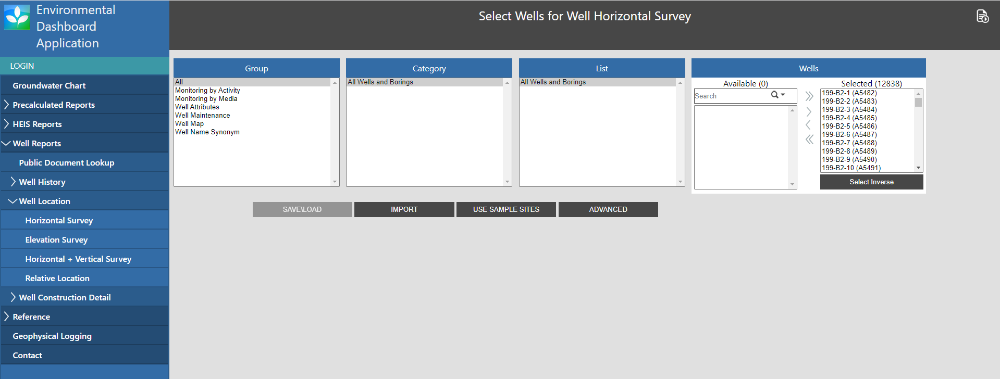 Environmental
Dashboard
Application
LOGIN
Groundwater Chart
Precalculated Reports
HEIS Reports
Well Reports
Public Document Lookup
Well History
Well Location
Horizontal Survey
Elevation Survey
Horizontal + Vertical Survey
Relative Location
Well Construction Detail
Reference
Geophysical Logging
Contact
Select Wells for Well Horizontal Survey
Group
All
Monitoring by Activity
Monitoring by Media
Well Attributes
Well Maintenance
Well Map
Well Name Synonym
Category
All Wells and Borings
List
All Wells and Borings
Wells
Available (0)
Search
Selected (12838)
199-B2-1 (A5482)
199-B2-2 (A5483)
199-B2-3 (A5484)
199-B2-4 (A5485)
199-B2-5 (A5486)
199-B2-6 (A5487)
199-B2-7 (A5488)
199-B2-8 (A5489)
199-B2-9 (A5490)
199-B2-10 (A5491)
Select Inverse
SAVE\LOAD
IMPORT
USE SAMPLE SITES
ADVANCED